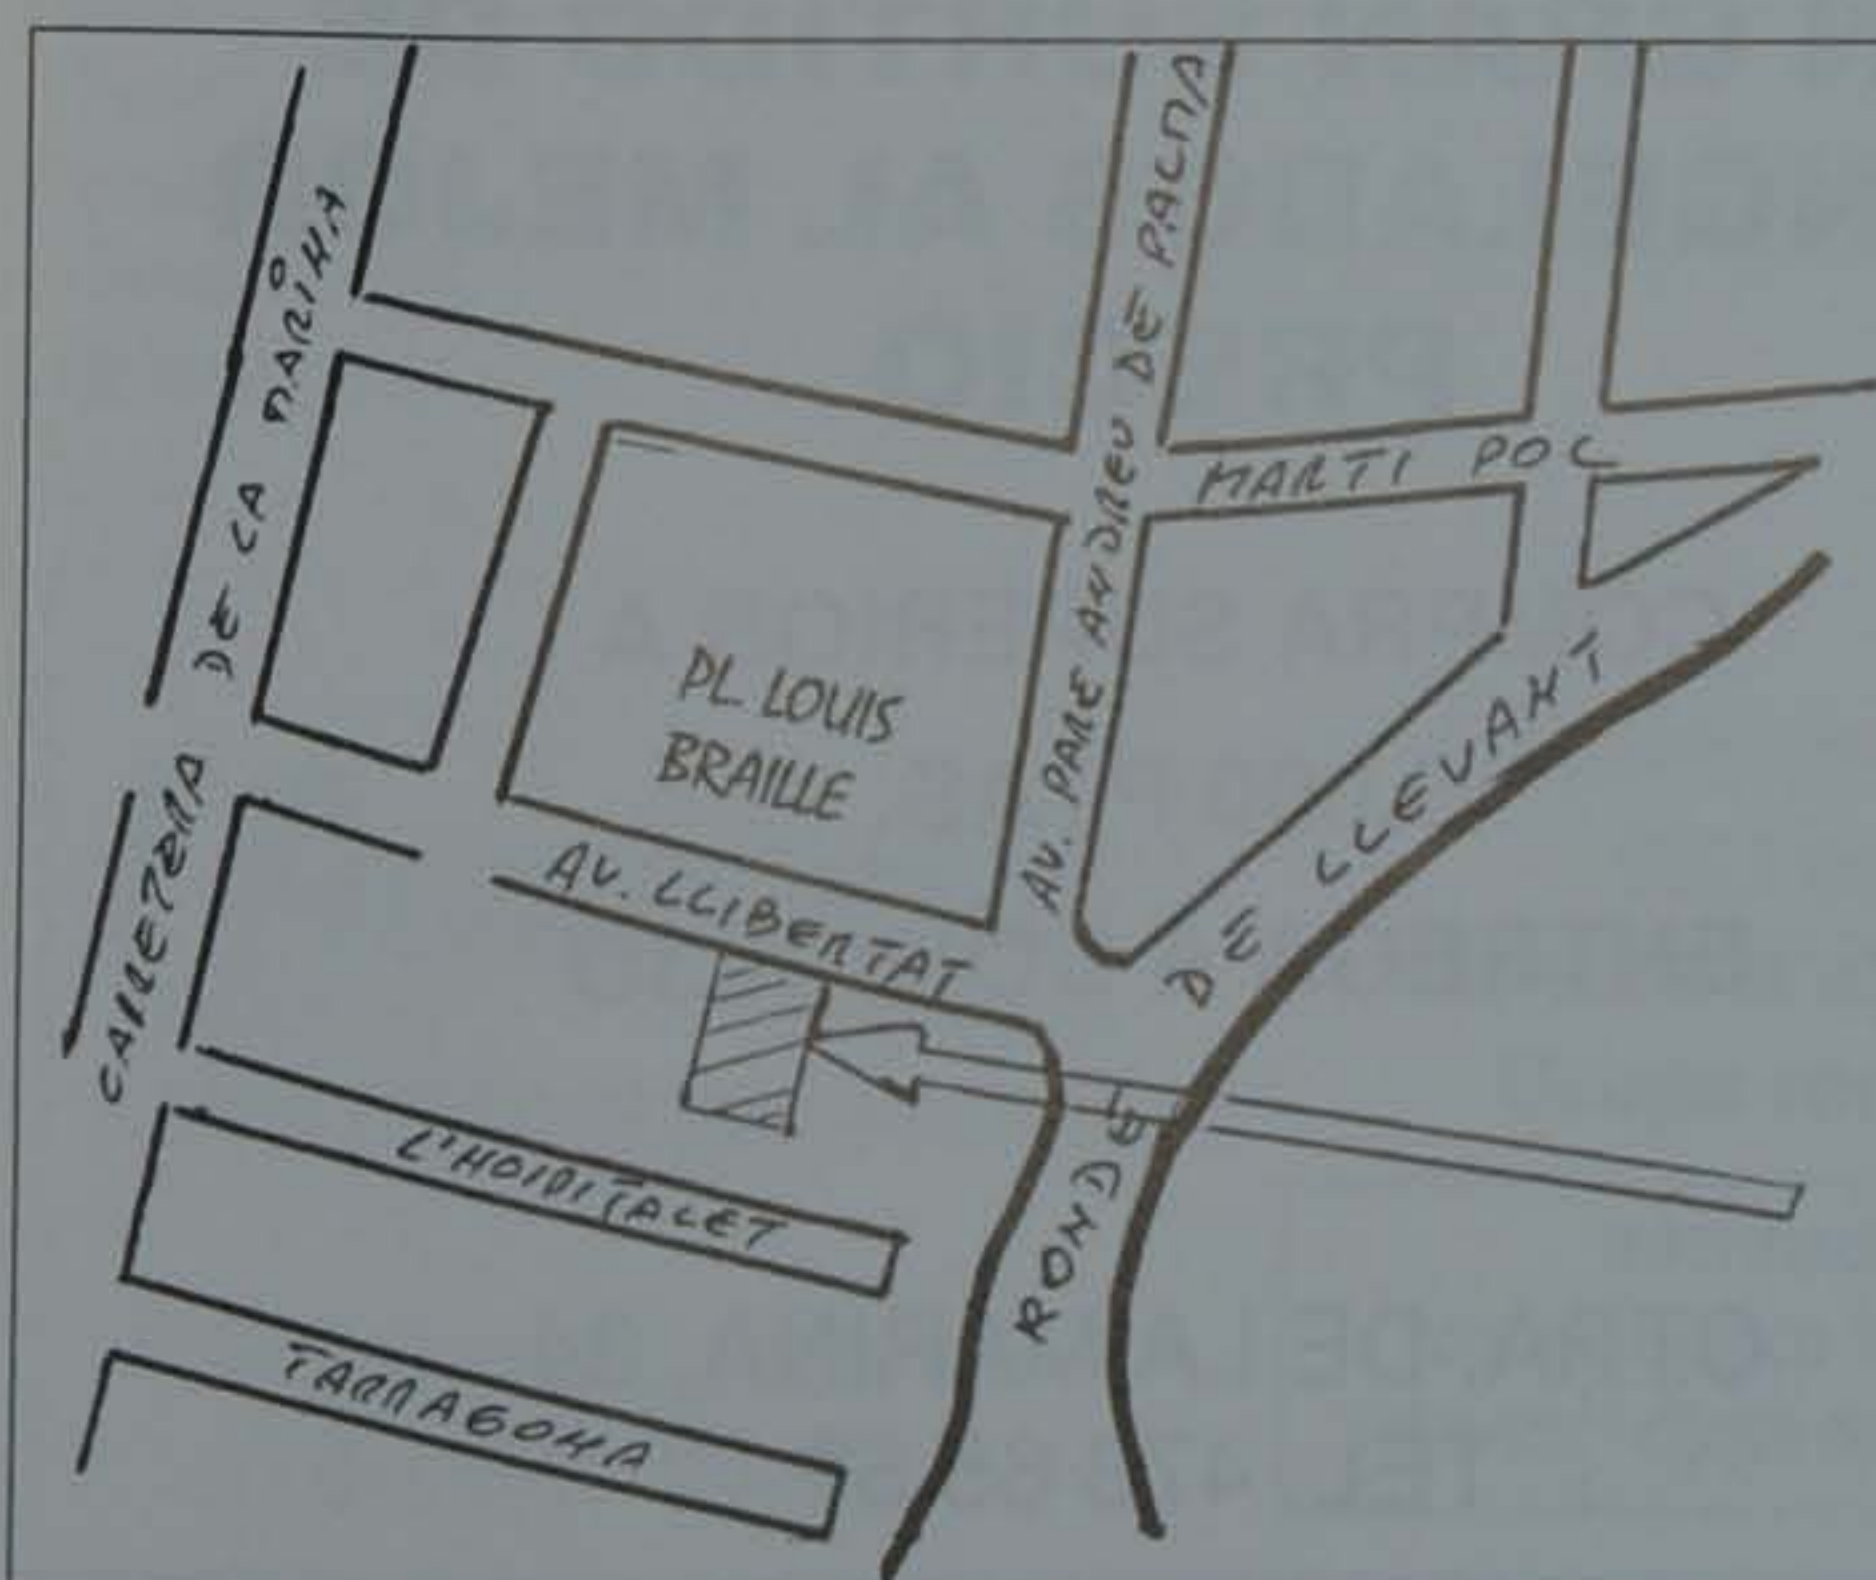 CARRETERA DE LA MARINA
AV. PARE ANDREU DE PALMA
MARTI POL
PL. LOUIS
BRAILLE
AV. LLIBERTAT
RONDA DE LLEVANT
L'HOSPITALET
TARRAGONA